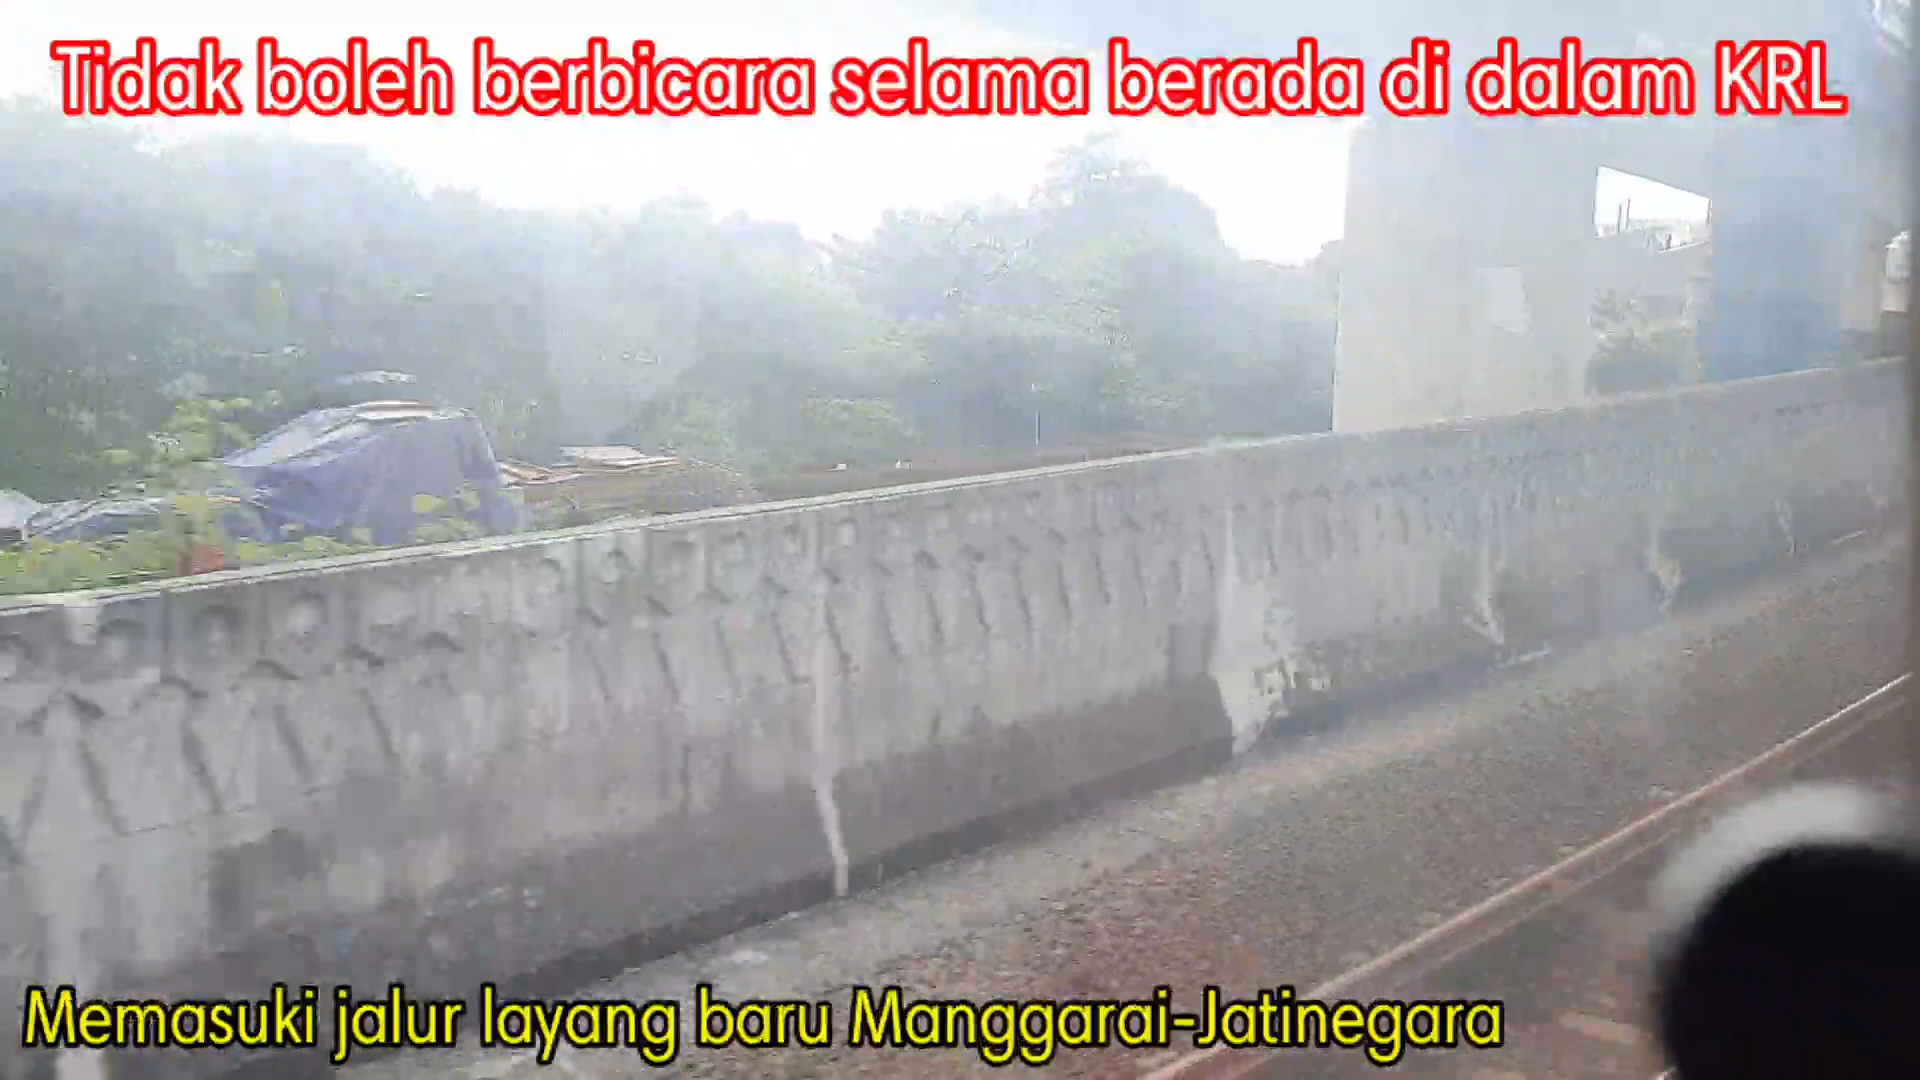 Tidak boleh berbicara selama berada di dalam KRL
Memasuki jalur layang baru Manggarai-Jatinegara